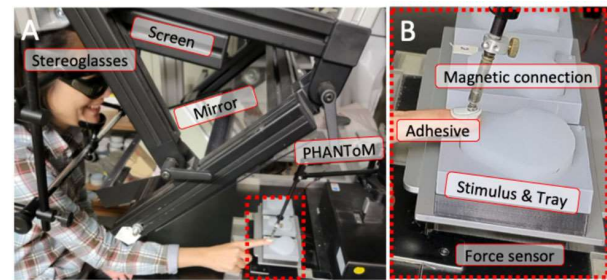 A
Screen
Stereoglasses
Mirror
PHANToM
B
Magnetic connection
Adhesive
Stimulus & Tray
Force sensor